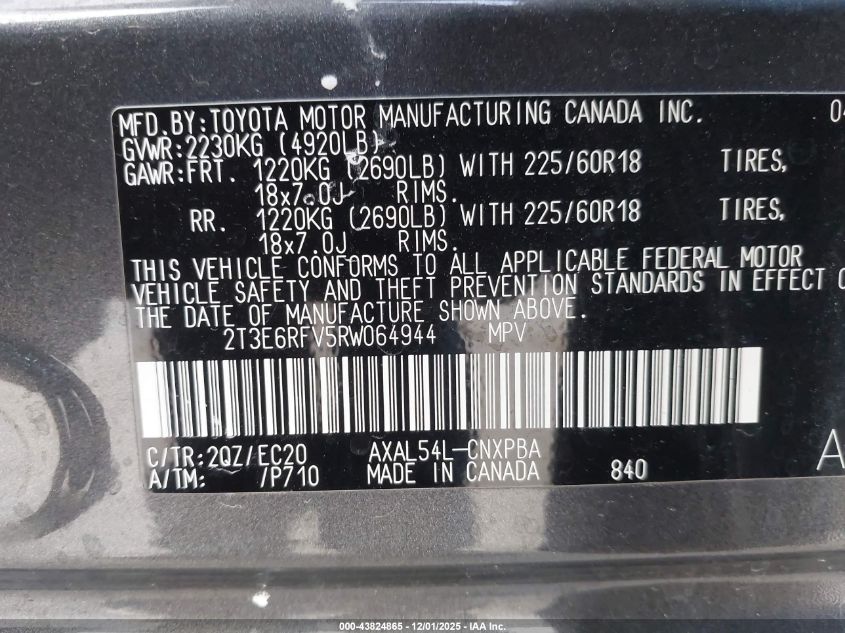 MFD.BY:TOYOTA MOTOR MANUFACTURING CANADA INC. 04
GVWR:2230KG (4920LB)
GAWR:FRT. 1220KG (2690LB) WITH 225/60R18 TIRES,
18x7.0J RIMS.
RR. 1220KG (2690LB) WITH 225/60R18 TIRES,
18x7.0J RIMS.
THIS VEHICLE CONFORMS TO ALL APPLICABLE FEDERAL MOTOR
VEHICLE SAFETY AND THEFT PREVENTION STANDARDS IN EFFECT O
THE DATE OF MANUFACTURE SHOWN ABOVE.
2T3E6RFV5RW064944 MPV
C/TR:2QZ/EC20 AXAL54L-CNXPBA A
A/TM: /P710 MADE IN CANADA 840
000-43824865 - 12/01/2025 - IAA Inc.